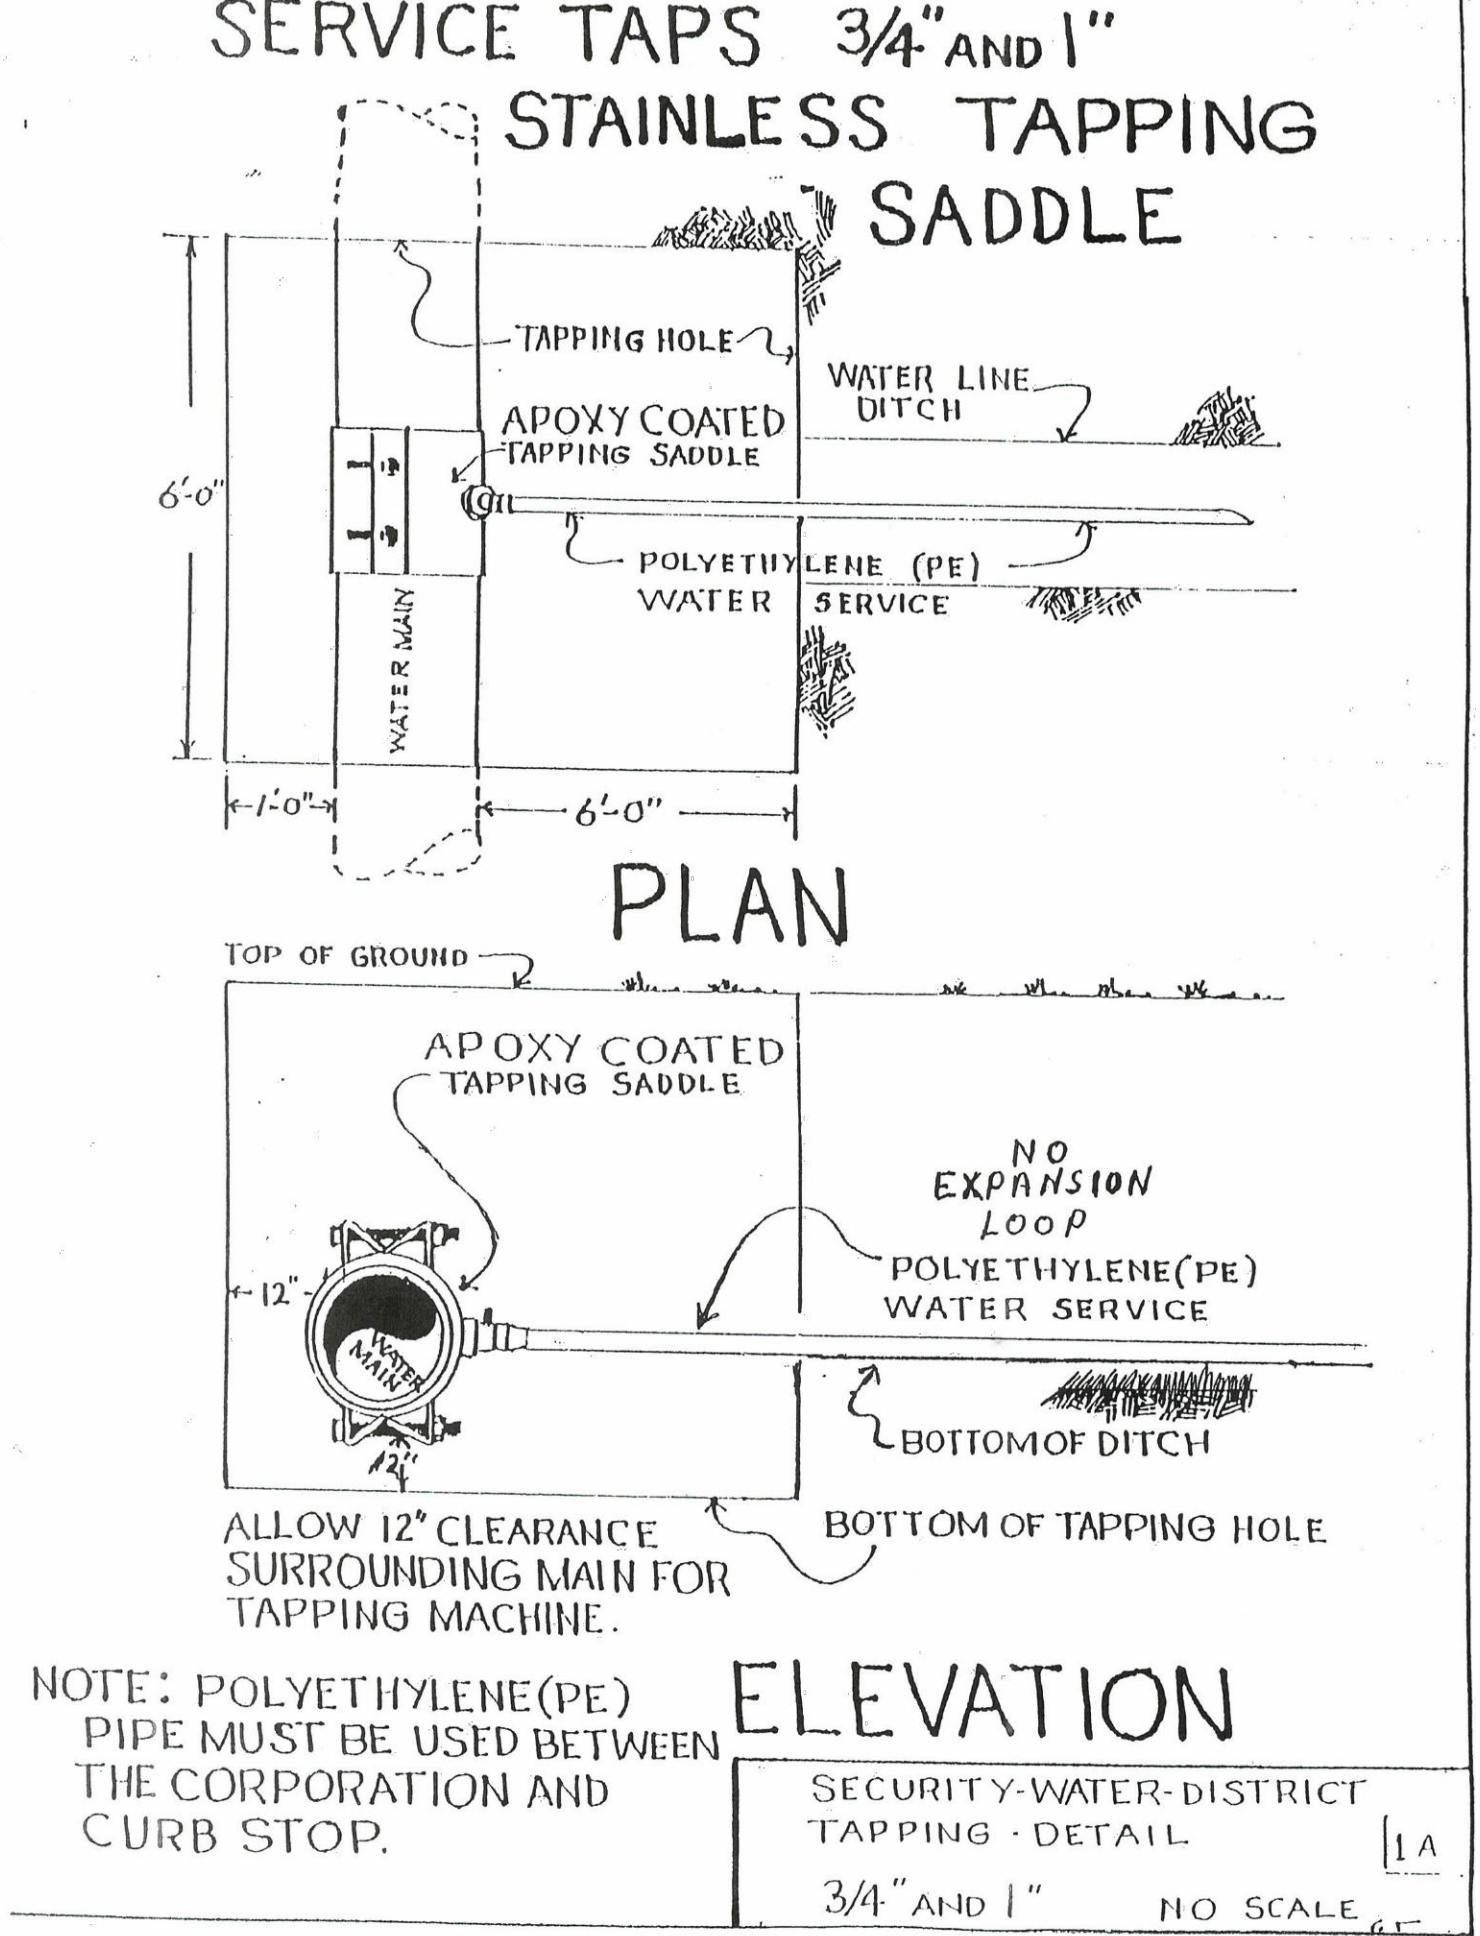 SERVICE TAPS 3/4" AND 1"
STAINLESS TAPPING
SADDLE
TAPPING HOLE
WATER LINE
DITCH
APOXY COATED
TAPPING SADDLE
6'-0"
POLYETHYLENE (PE)
WATER SERVICE
WATER MAIN
1'-0"
6'-0"
PLAN
TOP OF GROUND
APOXY COATED
TAPPING SADDLE
NO
EXPANSION
LOOP
POLYETHYLENE(PE)
WATER SERVICE
12"
WATER
MAIN
BOTTOM OF DITCH
12"
ALLOW 12" CLEARANCE
SURROUNDING MAIN FOR
TAPPING MACHINE.
BOTTOM OF TAPPING HOLE
NOTE: POLYETHYLENE(PE)
PIPE MUST BE USED BETWEEN
THE CORPORATION AND
CURB STOP.
ELEVATION
SECURITY-WATER-DISTRICT
TAPPING · DETAIL
1A
3/4" AND 1" NO SCALE